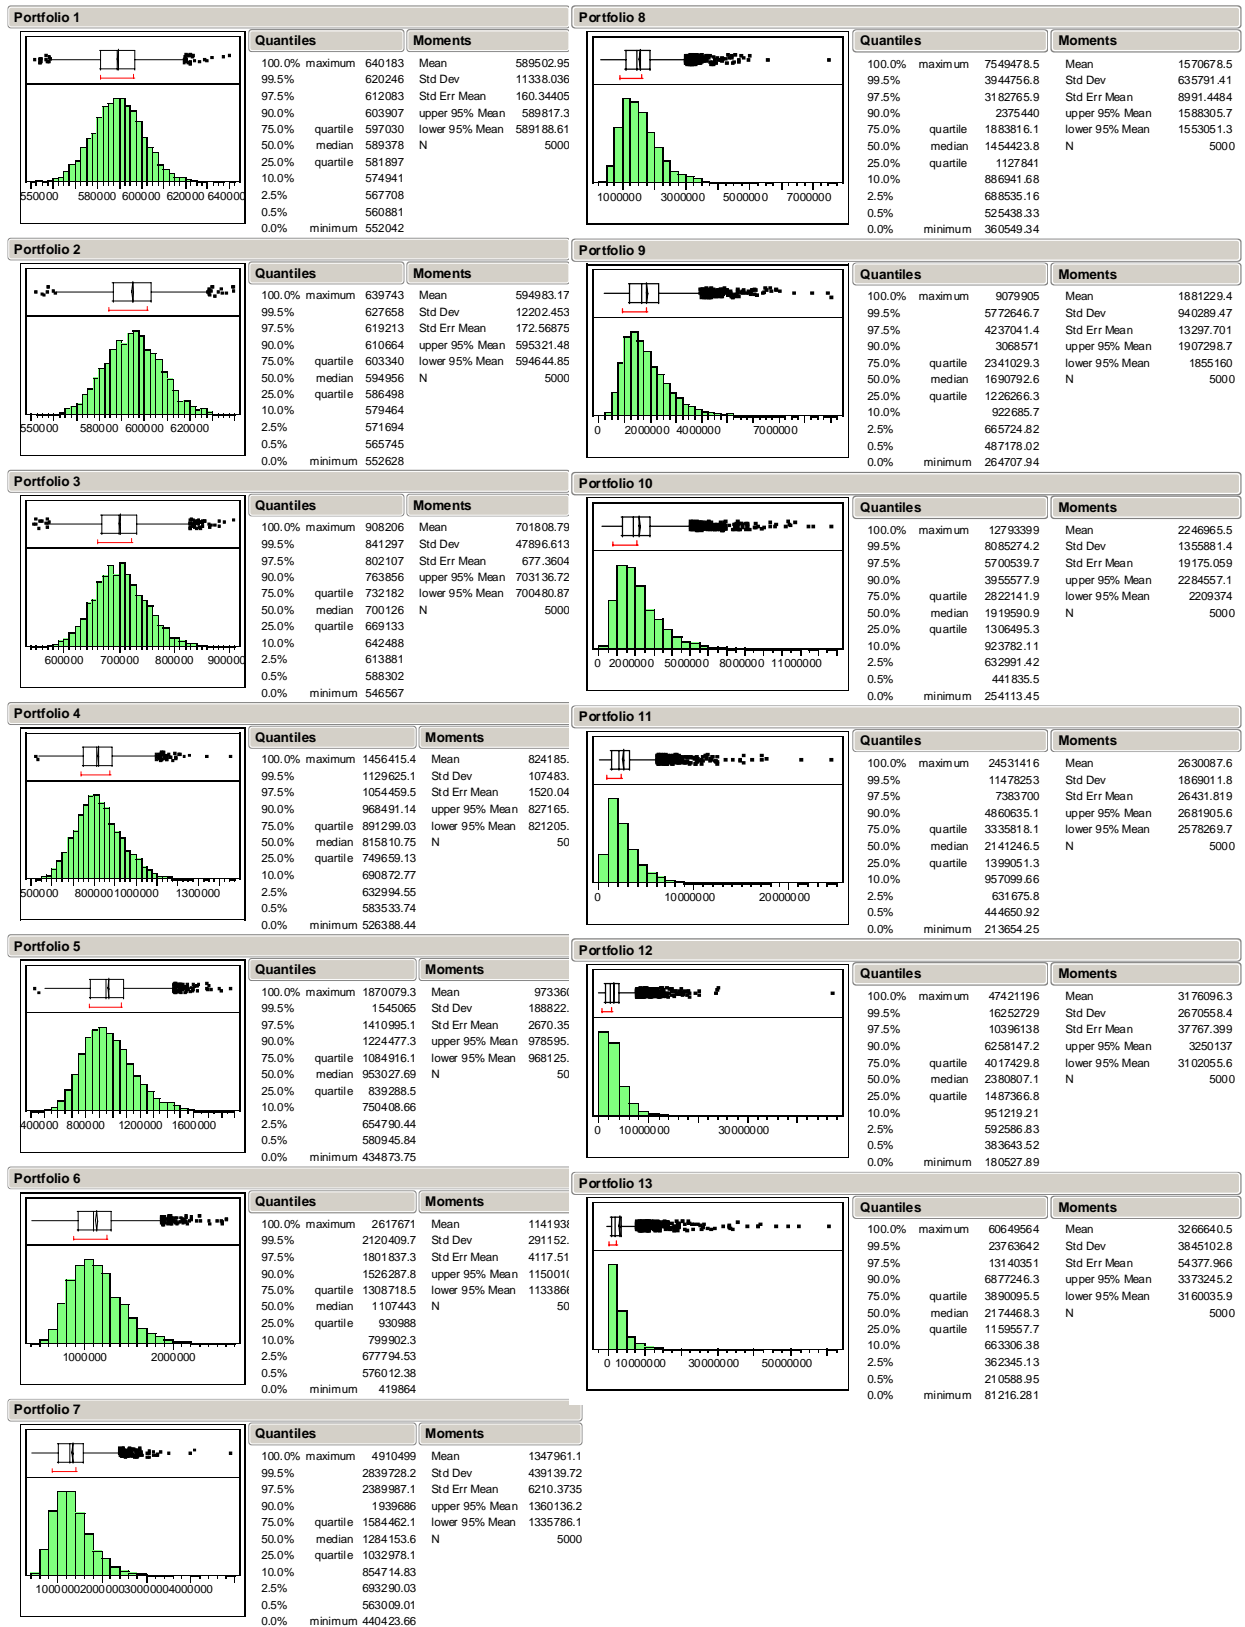 Portfolio 1
550000 580000 600000 620000 640000
Quantiles
100.0% maximum 640183
99.5% 620246
97.5% 612083
90.0% 603907
75.0% quartile 597030
50.0% median 589378
25.0% quartile 581897
10.0% 574941
2.5% 567708
0.5% 560881
0.0% minimum 552042
Moments
Mean 589502.95
Std Dev 11338.036
Std Err Mean 160.34405
upper 95% Mean 589817.3
lower 95% Mean 589188.61
N 5000
Portfolio 2
550000 580000 600000 620000
Quantiles
100.0% maximum 639743
99.5% 627658
97.5% 619213
90.0% 610664
75.0% quartile 603340
50.0% median 594956
25.0% quartile 586498
10.0% 579464
2.5% 571694
0.5% 565745
0.0% minimum 552628
Moments
Mean 594983.17
Std Dev 12202.453
Std Err Mean 172.56875
upper 95% Mean 595321.48
lower 95% Mean 594644.85
N 5000
Portfolio 3
600000 700000 800000 900000
Quantiles
100.0% maximum 908206
99.5% 841297
97.5% 802107
90.0% 763856
75.0% quartile 732182
50.0% median 700126
25.0% quartile 669133
10.0% 642488
2.5% 613881
0.5% 588302
0.0% minimum 546567
Moments
Mean 701808.79
Std Dev 47896.613
Std Err Mean 677.3604
upper 95% Mean 703136.72
lower 95% Mean 700480.87
N 5000
Portfolio 4
500000 800000 1000000 1300000
Quantiles
100.0% maximum 1456415.4
99.5% 1129625.1
97.5% 1054459.5
90.0% 968491.14
75.0% quartile 891299.03
50.0% median 815810.75
25.0% quartile 749659.13
10.0% 690872.77
2.5% 632994.55
0.5% 583533.74
0.0% minimum 526388.44
Moments
Mean 824185.
Std Dev 107483.
Std Err Mean 1520.04
upper 95% Mean 827165.
lower 95% Mean 821205.
N 50
Portfolio 5
400000 800000 1200000 1600000
Quantiles
100.0% maximum 1870079.3
99.5% 1545065
97.5% 1410995.1
90.0% 1224477.3
75.0% quartile 1084916.1
50.0% median 953027.69
25.0% quartile 839288.5
10.0% 750408.66
2.5% 654790.44
0.5% 580945.84
0.0% minimum 434873.75
Moments
Mean 973360
Std Dev 188822.
Std Err Mean 2670.35
upper 95% Mean 978595.
lower 95% Mean 968125.
N 50
Portfolio 6
1000000 2000000
Quantiles
100.0% maximum 2617671
99.5% 2120409.7
97.5% 1801837.3
90.0% 1526287.8
75.0% quartile 1308718.5
50.0% median 1107443
25.0% quartile 930988
10.0% 799902.3
2.5% 677794.53
0.5% 576012.38
0.0% minimum 419864
Moments
Mean 1141938
Std Dev 291152.
Std Err Mean 4117.51
upper 95% Mean 1150010
lower 95% Mean 1133866
N 50
Portfolio 7
1000000200000030000004000000
Quantiles
100.0% maximum 4910499
99.5% 2839728.2
97.5% 2389987.1
90.0% 1939686
75.0% quartile 1584462.1
50.0% median 1284153.6
25.0% quartile 1032978.1
10.0% 854714.83
2.5% 693290.03
0.5% 563009.01
0.0% minimum 440423.66
Moments
Mean 1347961.1
Std Dev 439139.72
Std Err Mean 6210.3735
upper 95% Mean 1360136.2
lower 95% Mean 1335786.1
N 5000
Portfolio 8
1000000 3000000 5000000 7000000
Quantiles
100.0% maximum 7549478.5
99.5% 3944756.8
97.5% 3182765.9
90.0% 2375440
75.0% quartile 1883816.1
50.0% median 1454423.8
25.0% quartile 1127841
10.0% 886941.68
2.5% 688535.16
0.5% 525438.33
0.0% minimum 360549.34
Moments
Mean 1570678.5
Std Dev 635791.41
Std Err Mean 8991.4484
upper 95% Mean 1588305.7
lower 95% Mean 1553051.3
N 5000
Portfolio 9
0 2000000 4000000 7000000
Quantiles
100.0% maximum 9079905
99.5% 5772646.7
97.5% 4237041.4
90.0% 3068571
75.0% quartile 2341029.3
50.0% median 1690792.6
25.0% quartile 1226266.3
10.0% 922685.7
2.5% 665724.82
0.5% 487178.02
0.0% minimum 264707.94
Moments
Mean 1881229.4
Std Dev 940289.47
Std Err Mean 13297.701
upper 95% Mean 1907298.7
lower 95% Mean 1855160
N 5000
Portfolio 10
0 2000000 5000000 8000000 11000000
Quantiles
100.0% maximum 12793399
99.5% 8085274.2
97.5% 5700539.7
90.0% 3955577.9
75.0% quartile 2822141.9
50.0% median 1919590.9
25.0% quartile 1306495.3
10.0% 923782.11
2.5% 632991.42
0.5% 441835.5
0.0% minimum 254113.45
Moments
Mean 2246965.5
Std Dev 1355881.4
Std Err Mean 19175.059
upper 95% Mean 2284557.1
lower 95% Mean 2209374
N 5000
Portfolio 11
0 10000000 20000000
Quantiles
100.0% maximum 24531416
99.5% 11478253
97.5% 7383700
90.0% 4860635.1
75.0% quartile 3335818.1
50.0% median 2141246.5
25.0% quartile 1399051.3
10.0% 957099.66
2.5% 631675.8
0.5% 444650.92
0.0% minimum 213654.25
Moments
Mean 2630087.6
Std Dev 1869011.8
Std Err Mean 26431.819
upper 95% Mean 2681905.6
lower 95% Mean 2578269.7
N 5000
Portfolio 12
0 10000000 30000000
Quantiles
100.0% maximum 47421196
99.5% 16252729
97.5% 10396138
90.0% 6258147.2
75.0% quartile 4017429.8
50.0% median 2380807.1
25.0% quartile 1487366.8
10.0% 951219.21
2.5% 592586.83
0.5% 383643.52
0.0% minimum 180527.89
Moments
Mean 3176096.3
Std Dev 2670558.4
Std Err Mean 37767.399
upper 95% Mean 3250137
lower 95% Mean 3102055.6
N 5000
Portfolio 13
0 10000000 30000000 50000000
Quantiles
100.0% maximum 60649564
99.5% 23763642
97.5% 13140351
90.0% 6877246.3
75.0% quartile 3890095.5
50.0% median 2174468.3
25.0% quartile 1159557.7
10.0% 663306.38
2.5% 362345.13
0.5% 210588.95
0.0% minimum 81216.281
Moments
Mean 3266640.5
Std Dev 3845102.8
Std Err Mean 54377.966
upper 95% Mean 3373245.2
lower 95% Mean 3160035.9
N 5000